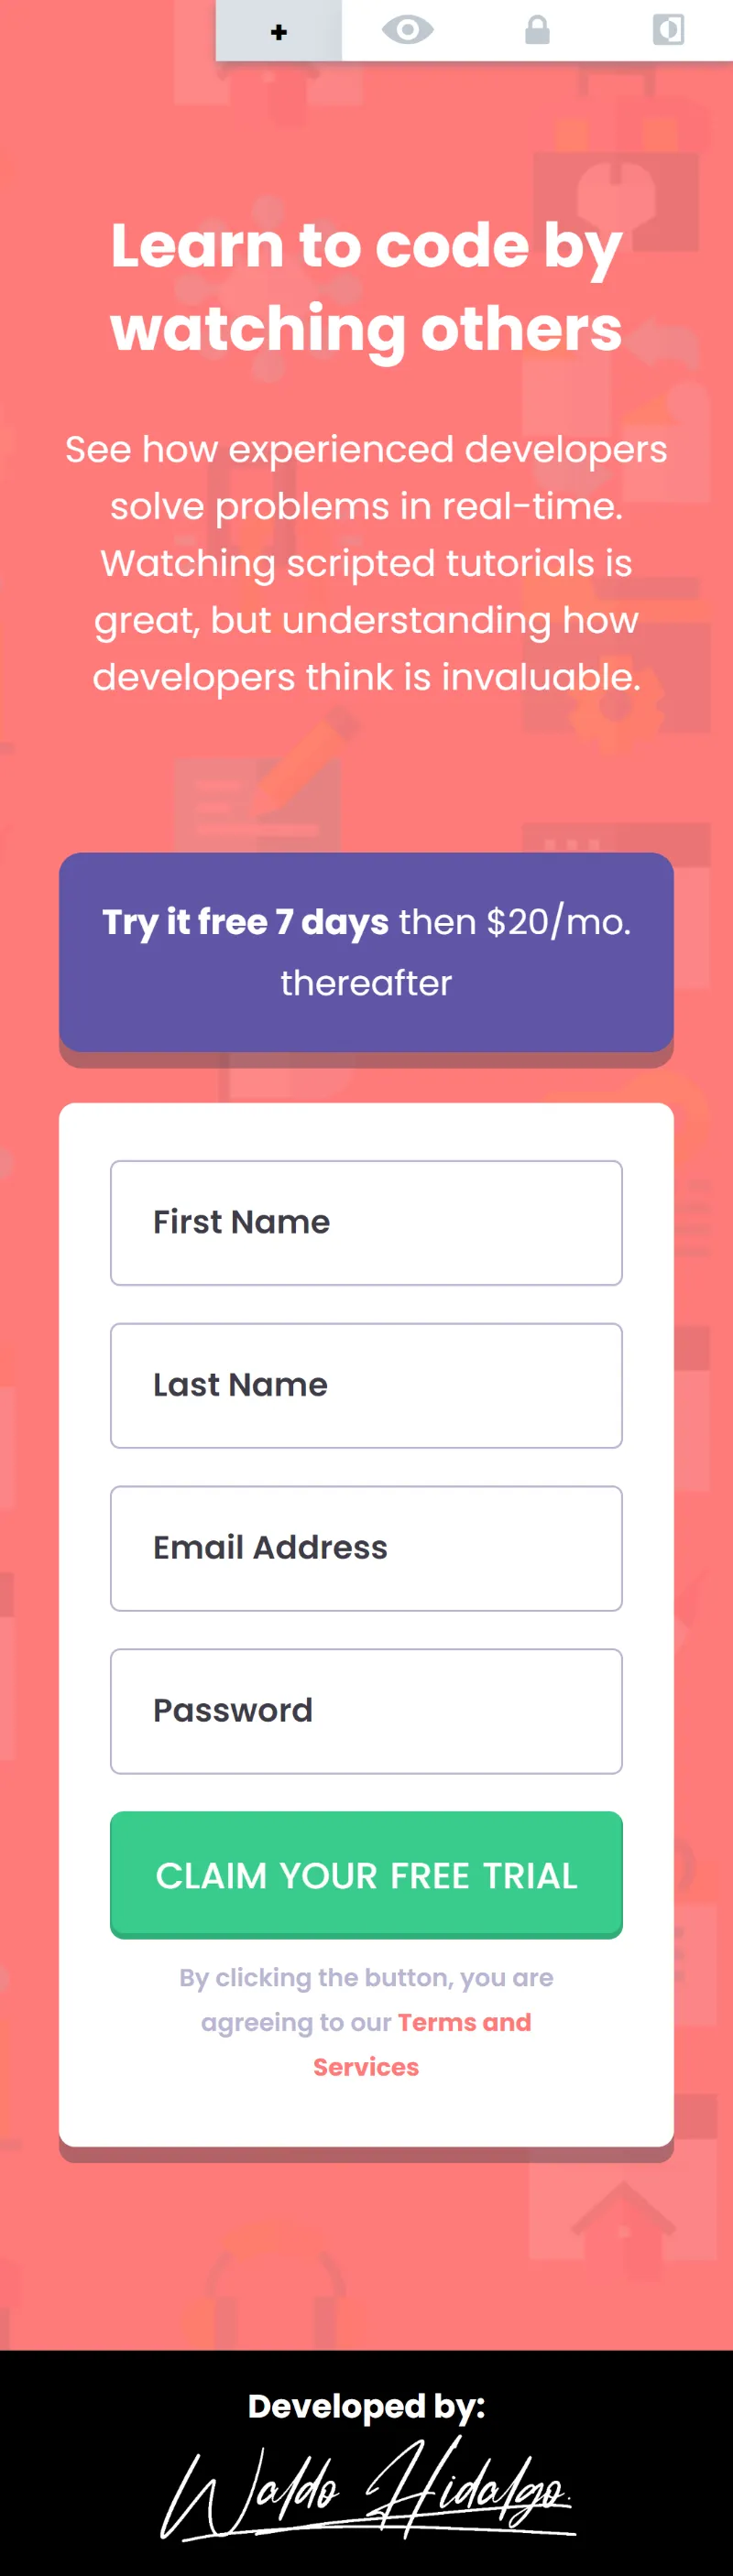 +
Learn to code by
watching others
See how experienced developers
solve problems in real-time.
Watching scripted tutorials is
great, but understanding how
developers think is invaluable.
Try it free 7 days then $20/mo.
thereafter
First Name
Last Name
Email Address
Password
CLAIM YOUR FREE TRIAL
By clicking the button, you are
agreeing to our Terms and
Services
Developed by:
Waldo Hidalgo.